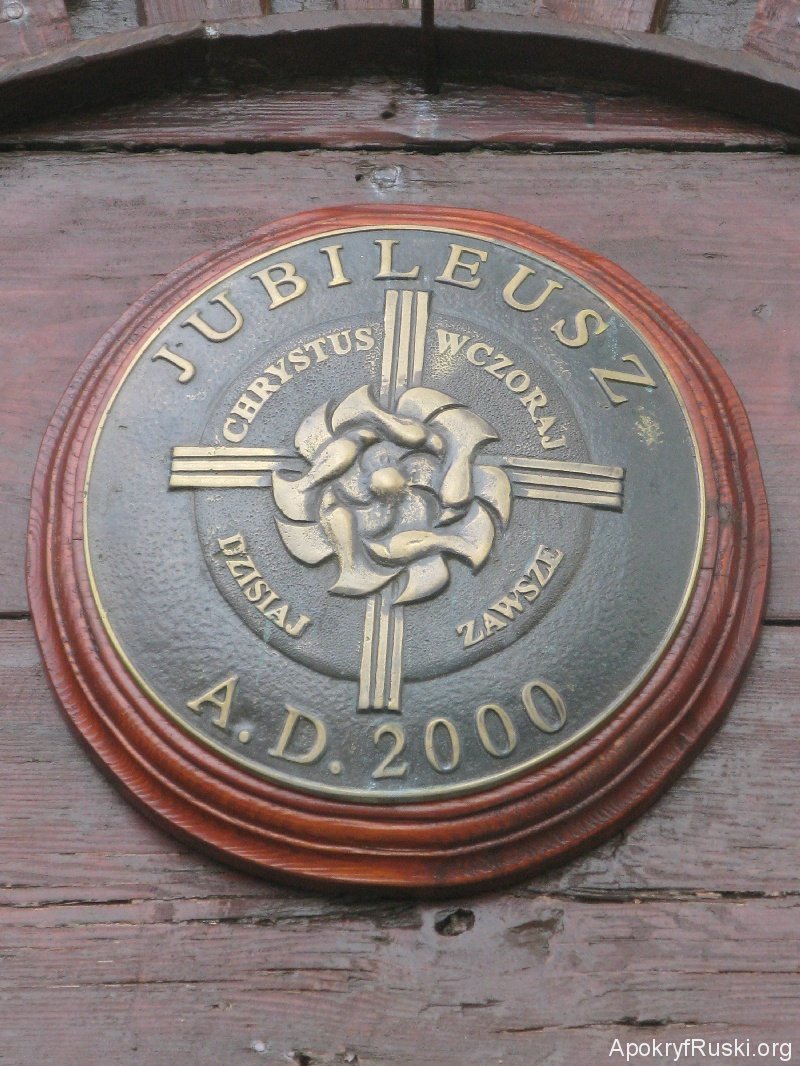 JUBILEUSZ
CHRYSTUS WCZORAJ
DZISIAJ ZAWSZE
A.D. 2000
ApokryfRuski.org